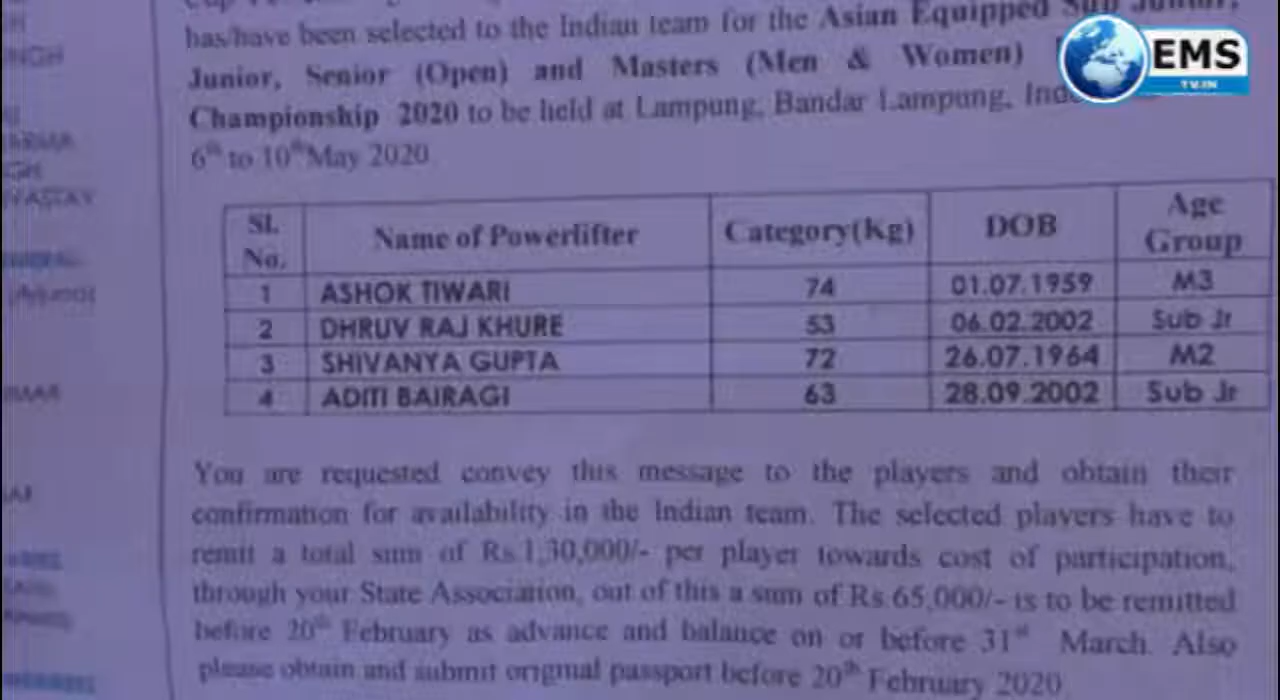 has/have been selected to the Indian team for the Asian Equipped Sub Junior,
Junior, Senior (Open) and Masters (Men & Women)
Championship 2020 to be held at Lampung, Bandar Lampung,
6th to 10th May 2020
EMS
TV.IN
Sl. No. Name of Powerlifter Category(Kg) DOB Age Group
1 ASHOK TIWARI 74 01.07.1959 M3
2 DHRUV RAJ KHURE 53 06.02.2002 Sub Jr
3 SHIVANYA GUPTA 72 26.07.1964 M2
4 ADITI BAIRAGI 63 28.09.2002 Sub Jr
You are requested convey this message to the players and obtain their
confirmation for availability in the Indian team. The selected players have to
remit a total sum of Rs.1,30,000/- per player towards cost of participation,
through your State Association, out of this a sum of Rs.65,000/- is to be remitted
before 20th February as advance and balance on or before 31st March. Also
please obtain and submit original passport before 20th February 2020